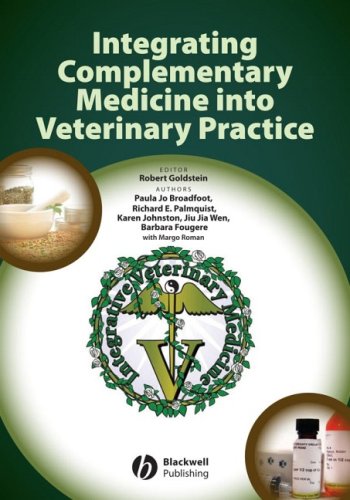 Integrating
Complementary
Medicine into
Veterinary Practice
EDITOR
Robert Goldstein
AUTHORS
Paula Jo Broadfoot,
Richard E. Palmquist,
Karen Johnston, Jiu Jia Wen,
Barbara Fougere
with Margo Roman
Integrative Veterinary Medicine
V
Blackwell
Publishing